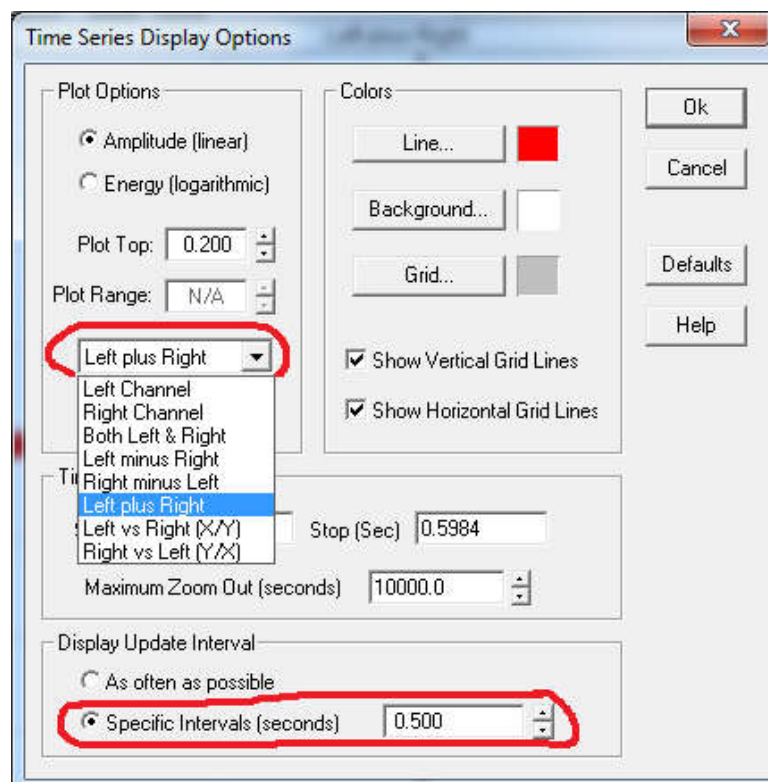 Time Series Display Options
Plot Options
Amplitude (linear)
Energy (logarithmic)
Plot Top: 0.200
Plot Range: N/A
Left plus Right
Left Channel
Right Channel
Both Left & Right
Left minus Right
Right minus Left
Left plus Right
Left vs Right (X/Y)
Right vs Left (Y/X)
Colors
Line...
Background...
Grid...
Show Vertical Grid Lines
Show Horizontal Grid Lines
Ok
Cancel
Defaults
Help
Stop (Sec) 0.5984
Maximum Zoom Out (seconds) 10000.0
Display Update Interval
As often as possible
Specific Intervals (seconds) 0.500